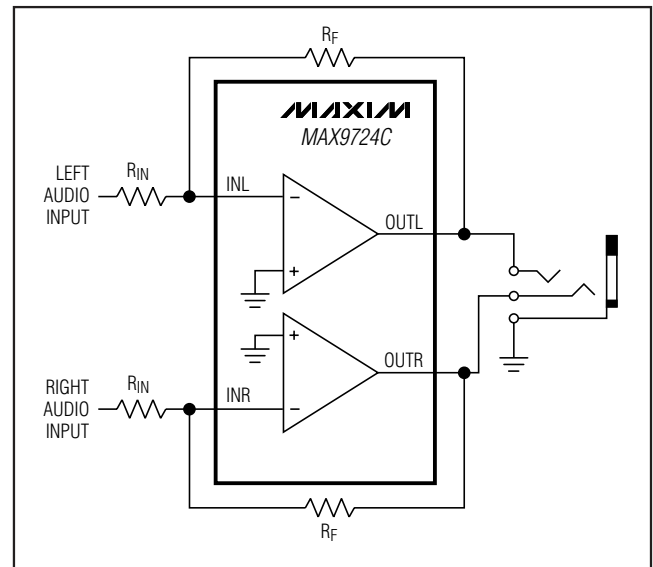 RF
MAXIM
MAX9724C
LEFT
AUDIO
INPUT
RIN
INL
−
OUTL
+
+
OUTR
RIGHT
AUDIO
INPUT
RIN
INR
−
RF